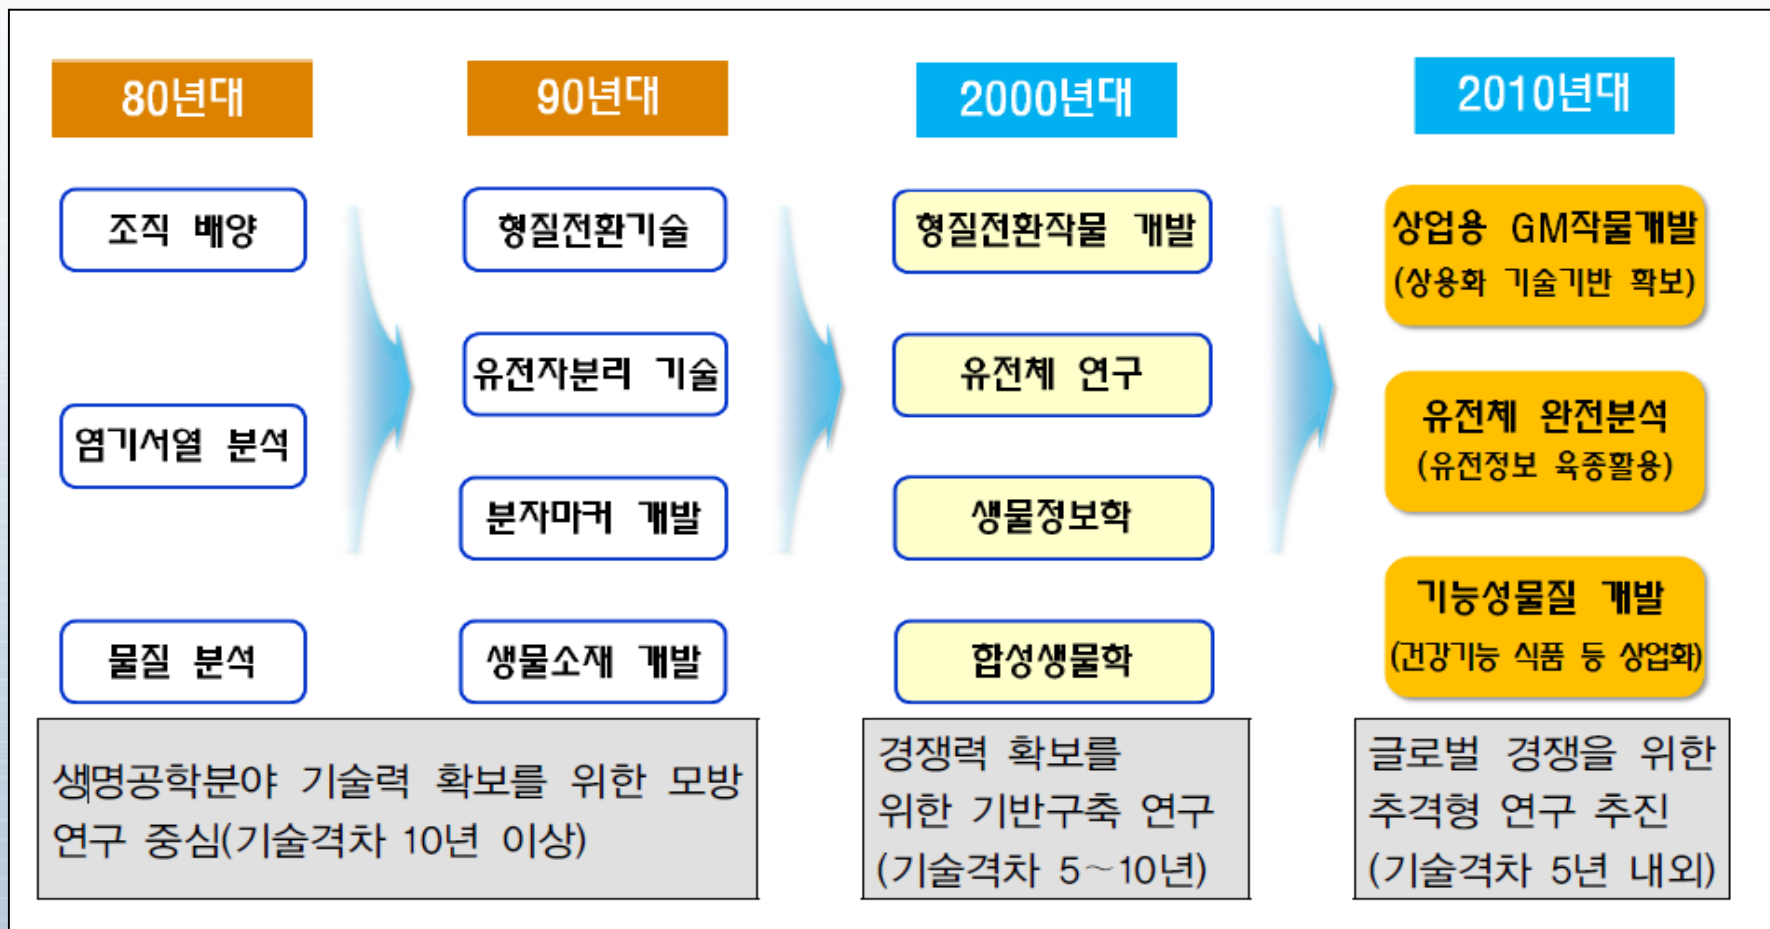 80년대
90년대
2000년대
2010년대
조직 배양
염기서열 분석
물질 분석
형질전환기술
유전자분리 기술
분자마커 개발
생물소재 개발
형질전환작물 개발
유전체 연구
생물정보학
합성생물학
상업용 GM작물개발
(상용화 기술기반 확보)
유전체 완전분석
(유전정보 육종활용)
기능성물질 개발
(건강기능 식품 등 상업화)
생명공학분야 기술력 확보를 위한 모방
연구 중심(기술격차 10년 이상)
경쟁력 확보를
위한 기반구축 연구
(기술격차 5~10년)
글로벌 경쟁을 위한
추격형 연구 추진
(기술격차 5년 내외)